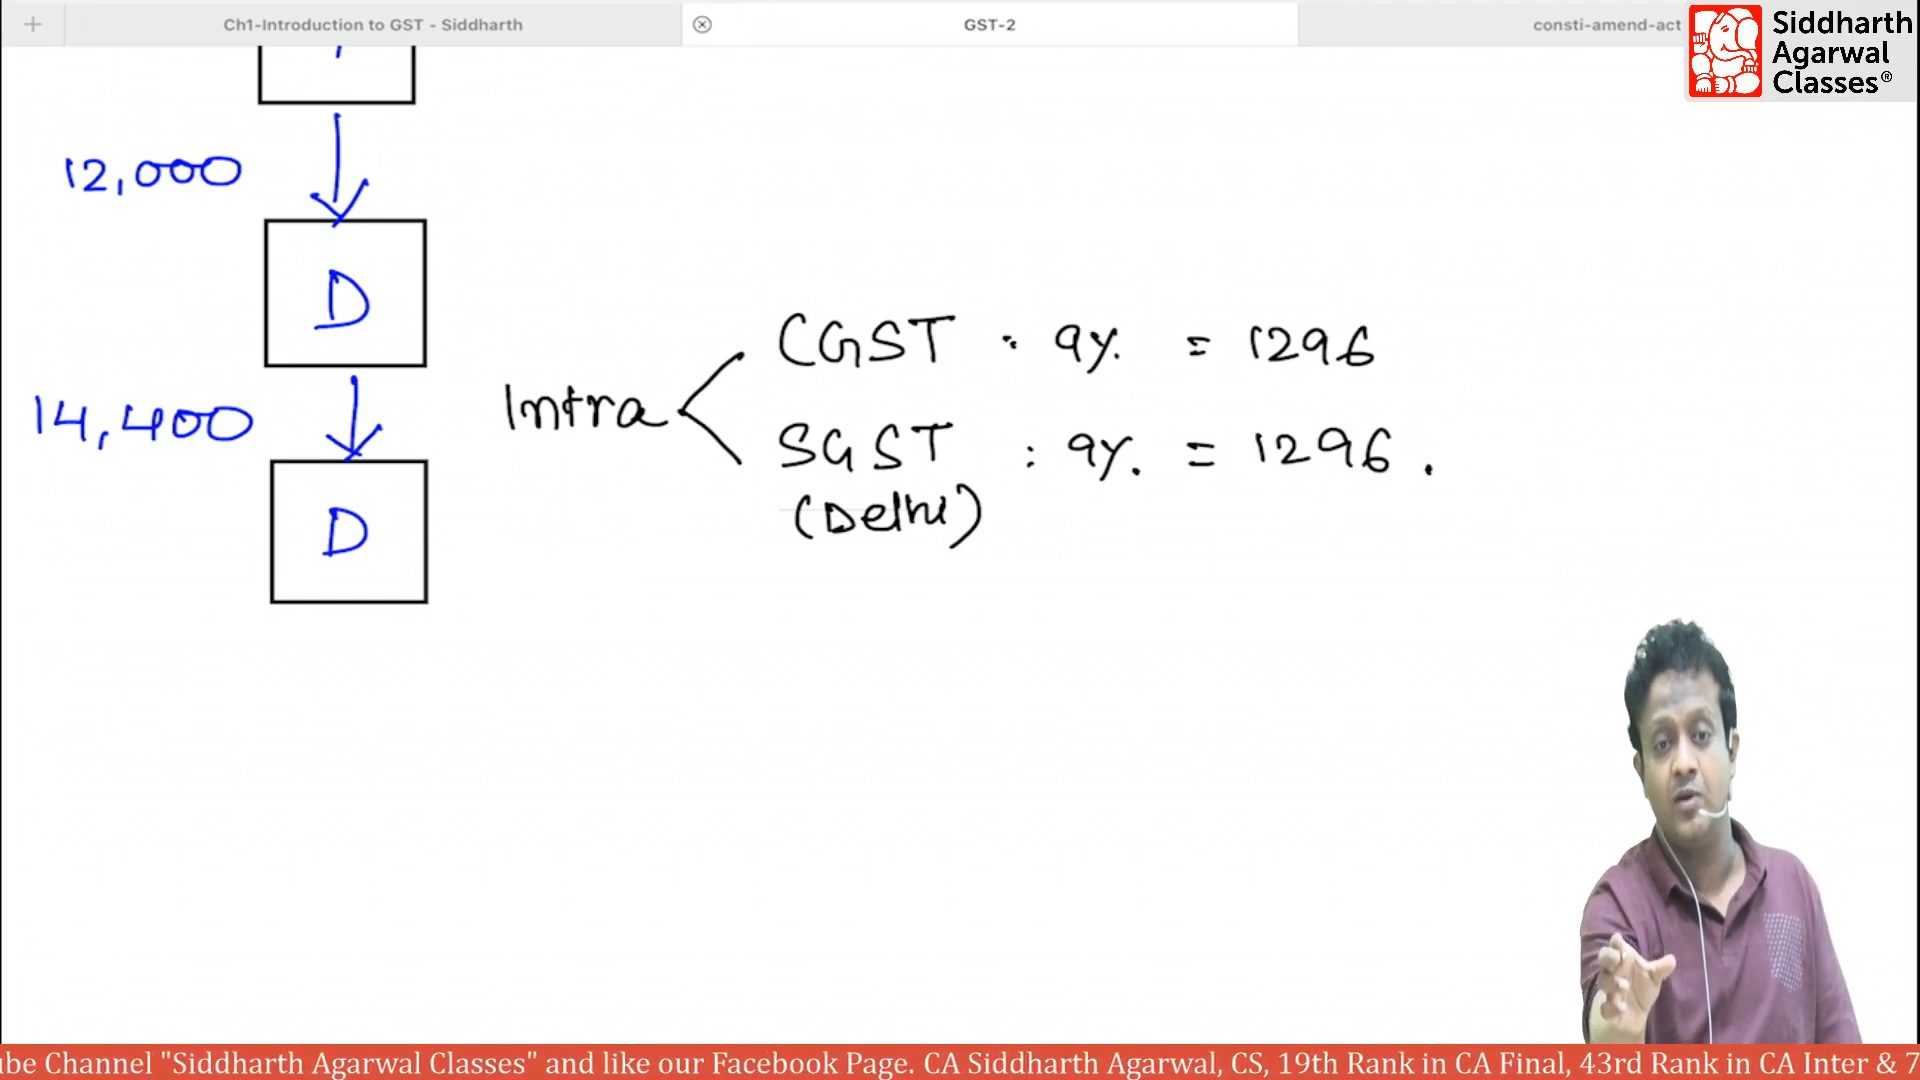 + Ch1-Introduction to GST - Siddharth GST-2 consti-amend-act
Siddharth
Agarwal
Classes®
12,000
D
CGST : 9%. = 1296
14,400 Intra
SGST : 9%. = 1296.
(Delhi)
D
be Channel "Siddharth Agarwal Classes" and like our Facebook Page. CA Siddharth Agarwal, CS, 19th Rank in CA Final, 43rd Rank in CA Inter & 7